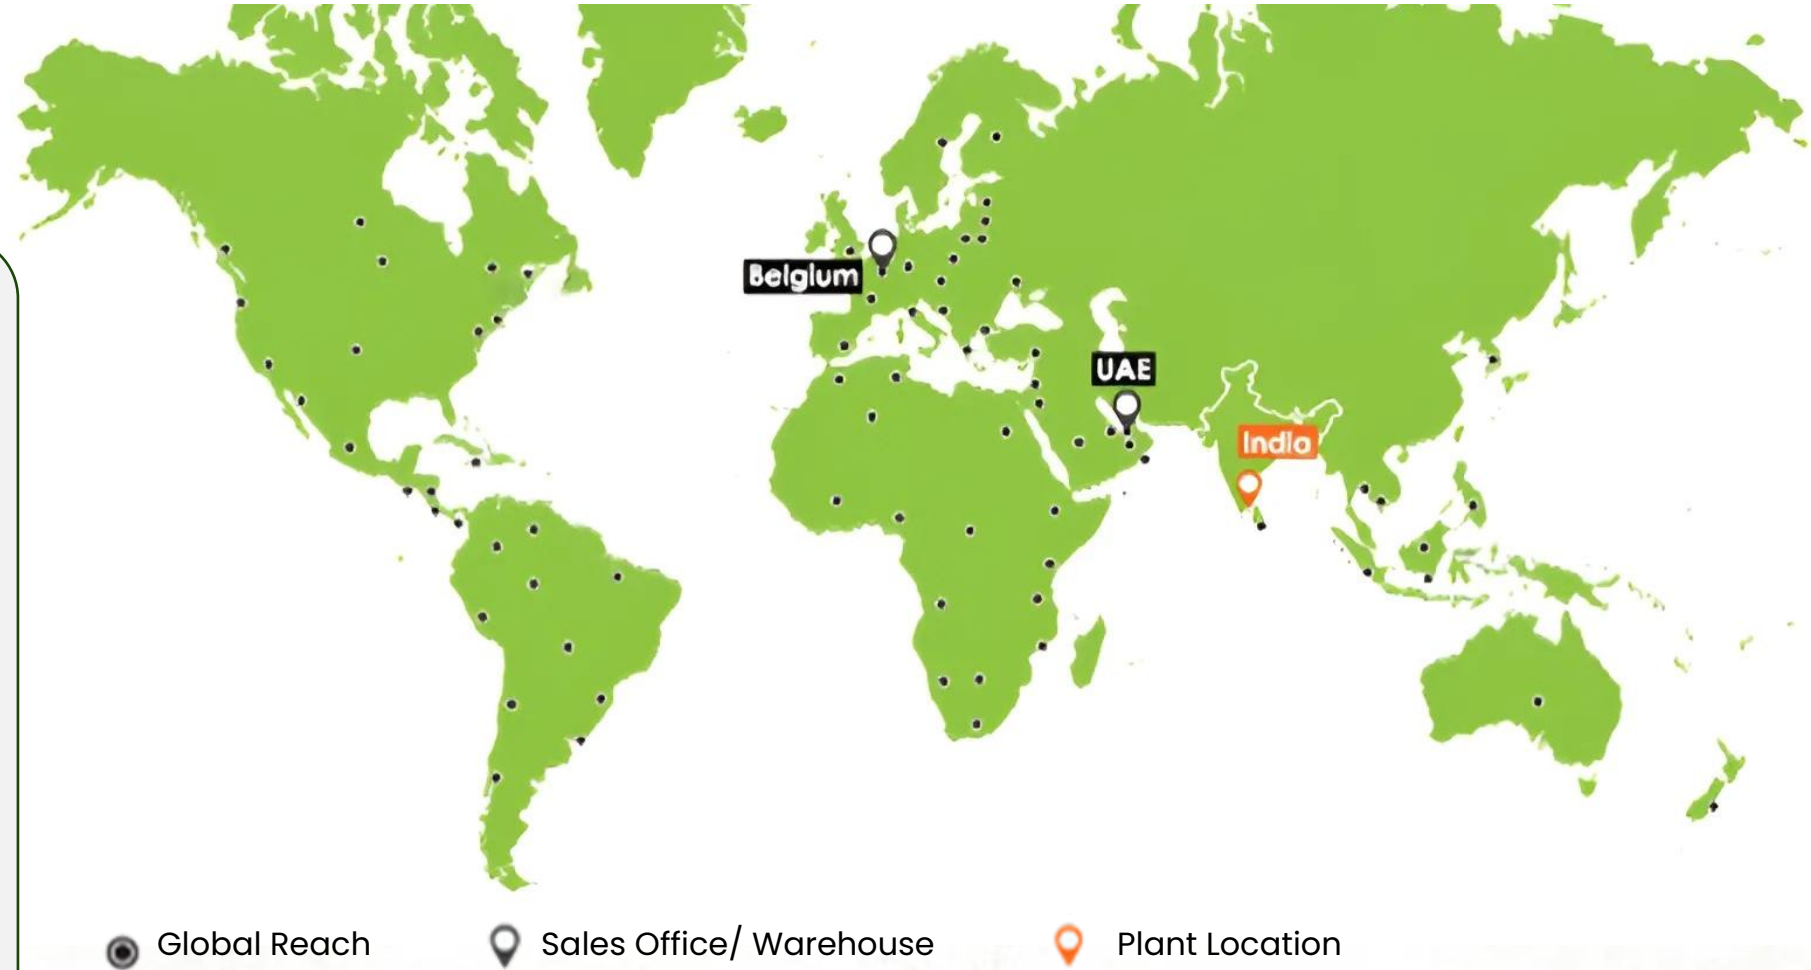 Belgium
UAE
India
Global Reach
Sales Office/ Warehouse
Plant Location